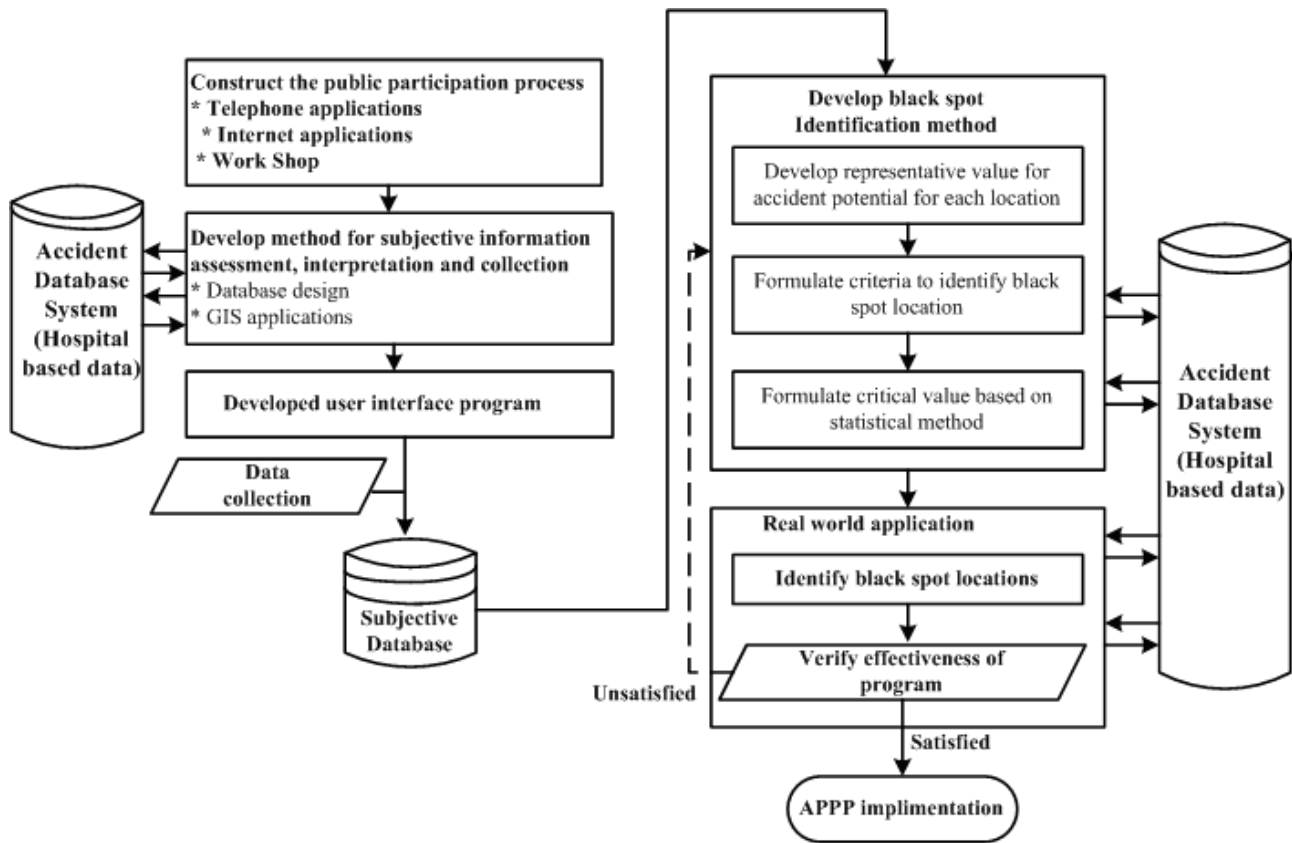 Construct the public participation process
* Telephone applications
* Internet applications
* Work Shop
Accident
Database
System
(Hospital
based data)
Develop method for subjective information
assessment, interpretation and collection
* Database design
* GIS applications
Developed user interface program
Data
collection
Subjective
Database
Develop black spot
Identification method
Develop representative value for
accident potential for each location
Formulate criteria to identify black
spot location
Formulate critical value based on
statistical method
Accident
Database
System
(Hospital
based data)
Real world application
Identify black spot locations
Verify effectiveness of
program
Unsatisfied
Satisfied
APPP implimentation